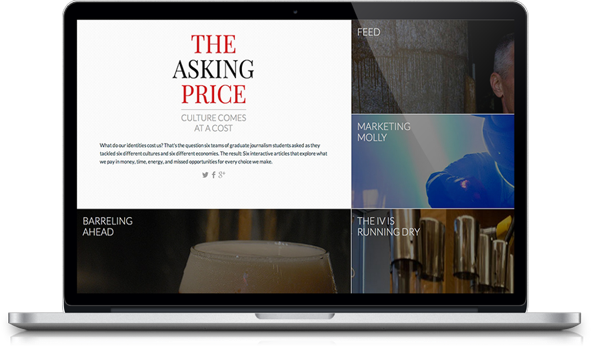 THE
ASKING
PRICE
CULTURE COMES
AT A COST
What do our identities cost us? That's the question six teams of graduate journalism students asked as they
tackled six different cultures and six different economies. The result: Six interactive articles that explore what
we pay in money, time, energy, and missed opportunities for every choice we make.
FEED
MARKETING
MOLLY
BARRELING
AHEAD
THE IV IS
RUNNING DRY